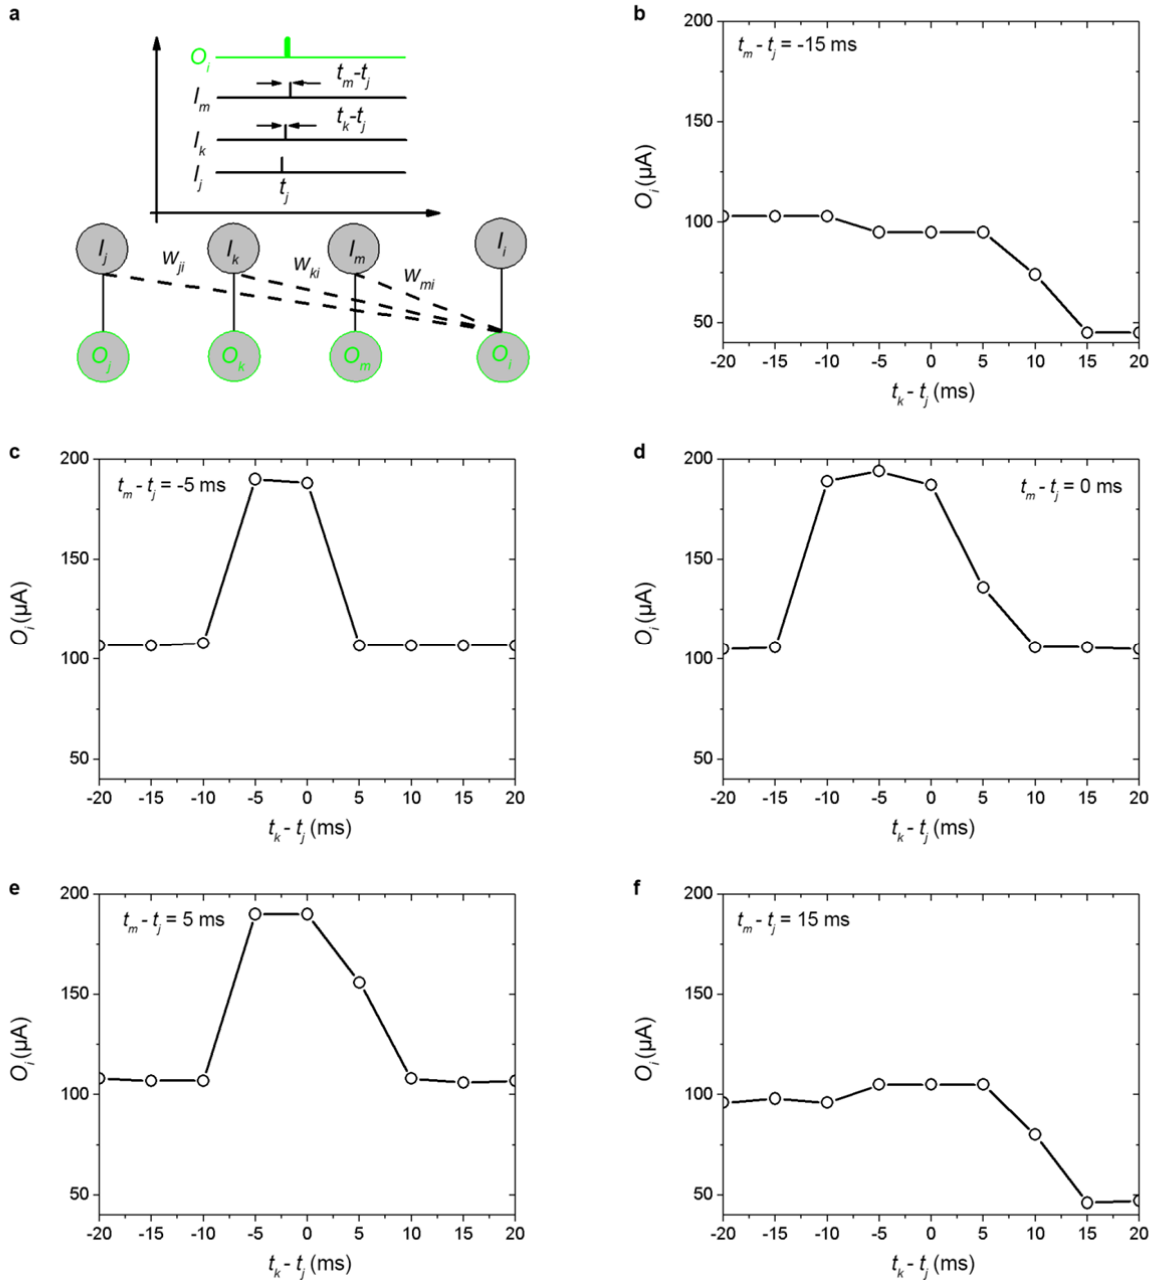 a
O_i
t_m-t_j
I_m
t_k-t_j
I_k
I_j
t_j
I_j I_k I_m I_i
w_ji w_ki w_mi
O_j O_k O_m O_i
b
t_m - t_j = -15 ms
200
150
100
50
O_i (µA)
-20 -15 -10 -5 0 5 10 15 20
t_k - t_j (ms)
c
t_m - t_j = -5 ms
200
150
100
50
O_i (µA)
-20 -15 -10 -5 0 5 10 15 20
t_k - t_j (ms)
d
t_m - t_j = 0 ms
200
150
100
50
O_i (µA)
-20 -15 -10 -5 0 5 10 15 20
t_k - t_j (ms)
e
t_m - t_j = 5 ms
200
150
100
50
O_i (µA)
-20 -15 -10 -5 0 5 10 15 20
t_k - t_j (ms)
f
t_m - t_j = 15 ms
200
150
100
50
O_i (µA)
-20 -15 -10 -5 0 5 10 15 20
t_k - t_j (ms)